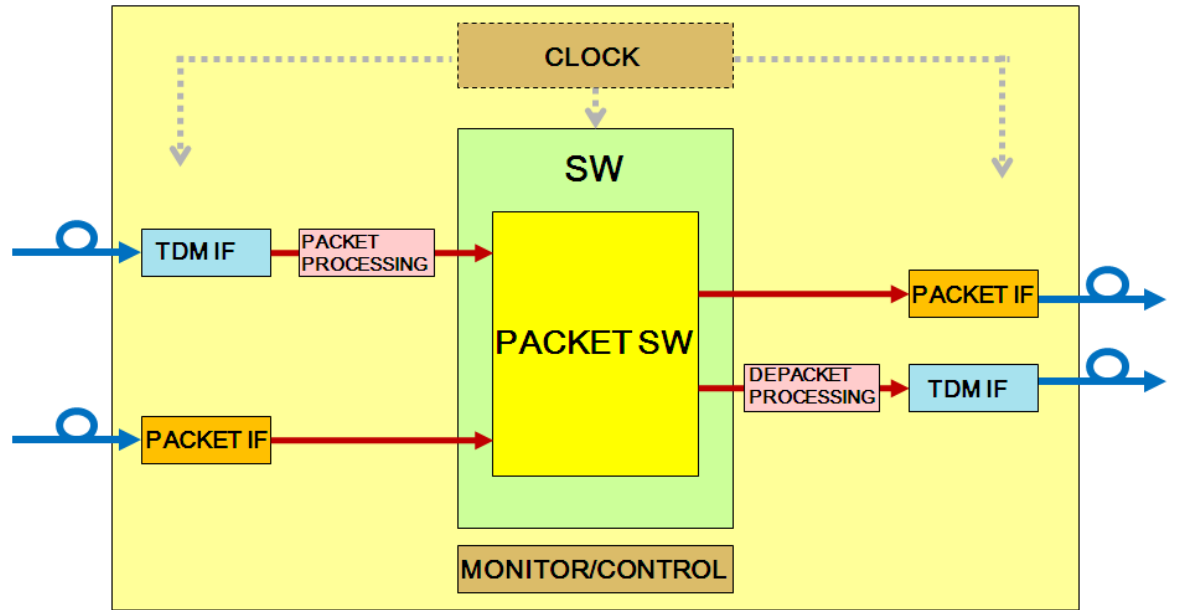 CLOCK
SW
TDM IF
PACKET
PROCESSING
PACKET IF
PACKET SW
DEPACKET
PROCESSING
TDM IF
PACKET IF
MONITOR/CONTROL